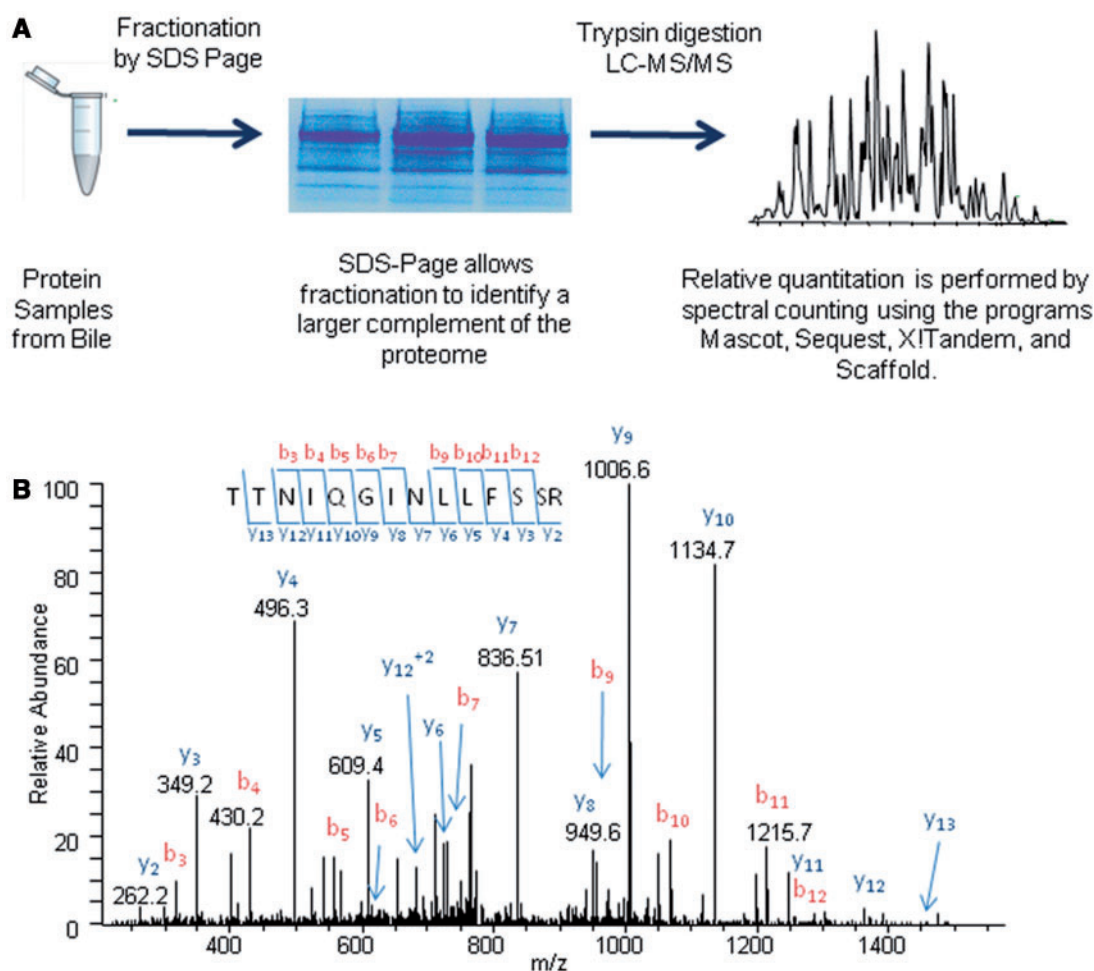 A
Fractionation
by SDS Page
Trypsin digestion
LC-MS/MS
Protein
Samples
from Bile
SDS-Page allows
fractionation to identify a
larger complement of the
proteome
Relative quantitation is performed by
spectral counting using the programs
Mascot, Sequest, X!Tandem, and
Scaffold.
B
b3 b4 b5 b6 b7 b9 b10 b11 b12
T T N I Q G I N L L F S SR
y13 y12 y11 y10 y9 y8 y7 y6 y5 y4 y3 y2
y9
1006.6
y10
1134.7
y4
496.3
y7
836.51
y12+2
b9
b7
y6
y5
609.4
y3
349.2
b4
430.2
b5
b6
y8
949.6
b10
b11
1215.7
y13
y2
262.2
b3
y11
b12
y12
100
80
60
40
20
0
Relative Abundance
400 600 800 1000 1200 1400
m/z